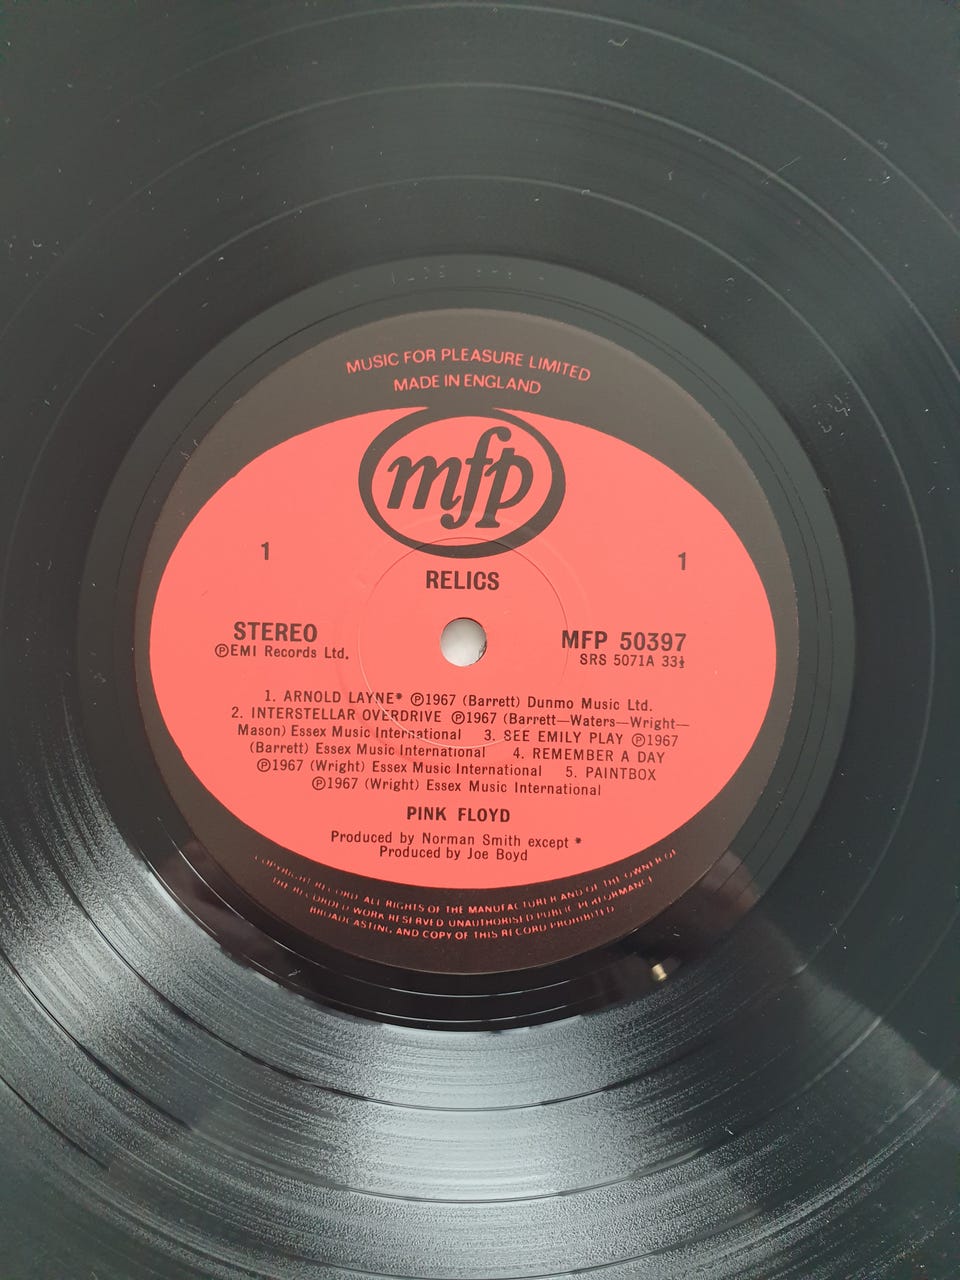 MUSIC FOR PLEASURE LIMITED
MADE IN ENGLAND
mfp
1
1
RELICS
STEREO
℗EMI Records Ltd.
MFP 50397
SRS 5071A 33⅓
1. ARNOLD LAYNE* ℗1967 (Barrett) Dunmo Music Ltd.
2. INTERSTELLAR OVERDRIVE ℗1967 (Barrett—Waters—Wright—
Mason) Essex Music International 3. SEE EMILY PLAY ℗1967
(Barrett) Essex Music International 4. REMEMBER A DAY
℗1967 (Wright) Essex Music International 5. PAINTBOX
℗1967 (Wright) Essex Music International
PINK FLOYD
Produced by Norman Smith except *
Produced by Joe Boyd
COPYRIGHT RECORD. ALL RIGHTS OF THE MANUFACTURER AND OF THE OWNER OF
THE RECORDED WORK RESERVED UNAUTHORISED PUBLIC PERFORMANCE
BROADCASTING AND COPY OF THIS RECORD PROHIBITED